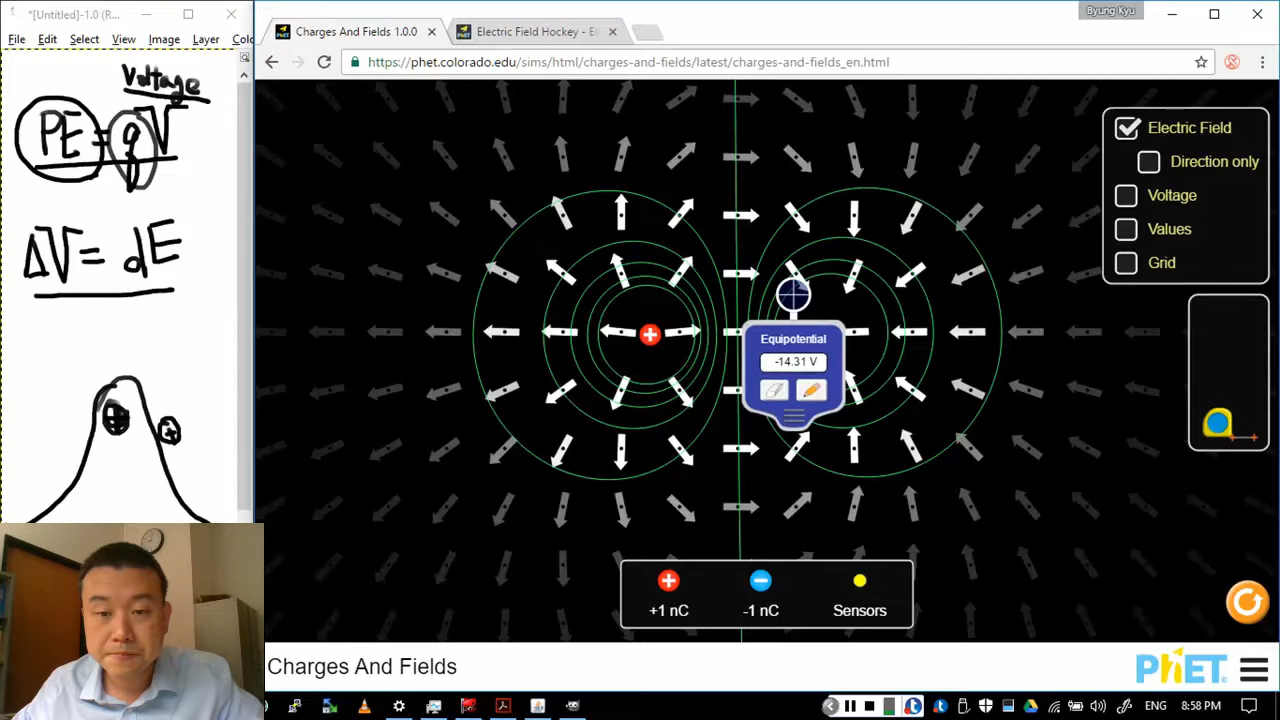 *[Untitled]-1.0 (R...
File Edit Select View Image Layer Colo
Voltage
PE = qV
ΔV = dE
+
Byung Kyu
Charges And Fields 1.0.0
Electric Field Hockey - El
https://phet.colorado.edu/sims/html/charges-and-fields/latest/charges-and-fields_en.html
Electric Field
Direction only
Voltage
Values
Grid
+
Equipotential
-14.31 V
+ −
+1 nC -1 nC Sensors
Charges And Fields
PhET
ENG 8:58 PM